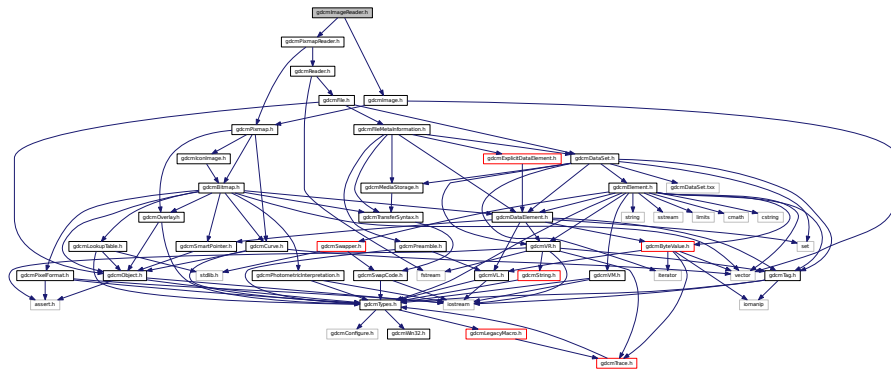 gdcmImageReader.h
gdcmPixmapReader.h
gdcmReader.h
gdcmFile.h
gdcmImage.h
gdcmPixmap.h
gdcmFileMetaInformation.h
gdcmIconImage.h
gdcmExplicitDataElement.h
gdcmDataSet.h
gdcmBitmap.h
gdcmMediaStorage.h
gdcmElement.h
gdcmDataSet.txx
gdcmOverlay.h
gdcmTransferSyntax.h
gdcmDataElement.h
string
sstream
limits
cmath
cstring
gdcmLookupTable.h
gdcmSmartPointer.h
gdcmCurve.h
gdcmSwapper.h
gdcmPreamble.h
gdcmVR.h
gdcmByteValue.h
set
gdcmPixelFormat.h
gdcmObject.h
stdlib.h
gdcmPhotometricInterpretation.h
gdcmSwapCode.h
fstream
gdcmVL.h
gdcmString.h
gdcmVM.h
iterator
vector
gdcmTag.h
assert.h
gdcmTypes.h
iostream
iomanip
gdcmConfigure.h
gdcmWin32.h
gdcmLegacyMacro.h
gdcmTrace.h